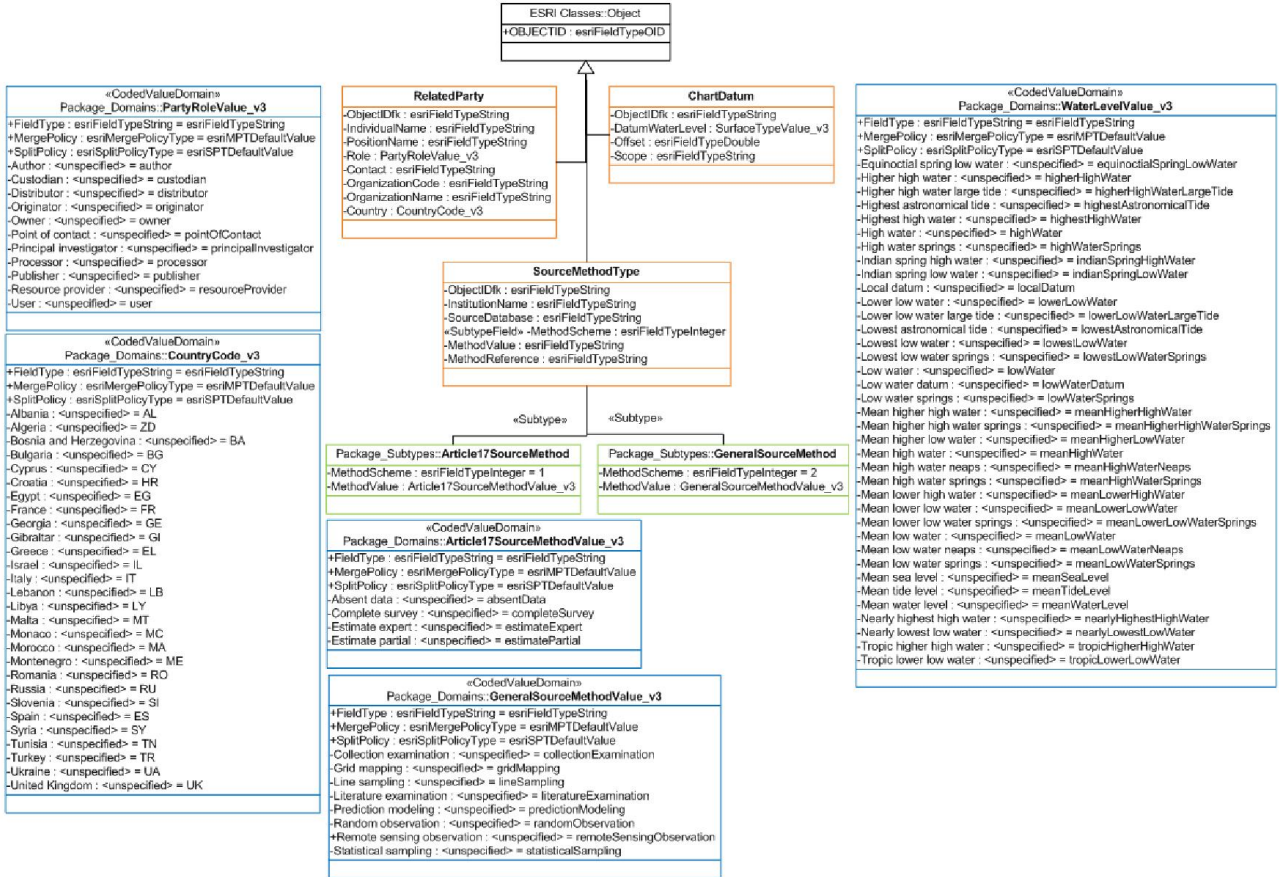 ESRI Classes::Object
+OBJECTID : esriFieldTypeOID
«CodedValueDomain»
Package_Domains::PartyRoleValue_v3
+FieldType : esriFieldTypeString = esriFieldTypeString
+MergePolicy : esriMergePolicyType = esriMPTDefaultValue
+SplitPolicy : esriSplitPolicyType = esriSPTDefaultValue
-Author : <unspecified> = author
-Custodian : <unspecified> = custodian
-Distributor : <unspecified> = distributor
-Originator : <unspecified> = originator
-Owner : <unspecified> = owner
-Point of contact : <unspecified> = pointOfContact
-Principal investigator : <unspecified> = principalInvestigator
-Processor : <unspecified> = processor
-Publisher : <unspecified> = publisher
-Resource provider : <unspecified> = resourceProvider
-User : <unspecified> = user
RelatedParty
-ObjectIDfk : esriFieldTypeString
-IndividualName : esriFieldTypeString
-PositionName : esriFieldTypeString
-Role : PartyRoleValue_v3
-Contact : esriFieldTypeString
-OrganizationCode : esriFieldTypeString
-OrganizationName : esriFieldTypeString
-Country : CountryCode_v3
ChartDatum
-ObjectIDfk : esriFieldTypeString
-DatumWaterLevel : SurfaceTypeValue_v3
-Offset : esriFieldTypeDouble
-Scope : esriFieldTypeString
«CodedValueDomain»
Package_Domains::WaterLevelValue_v3
+FieldType : esriFieldTypeString = esriFieldTypeString
+MergePolicy : esriMergePolicyType = esriMPTDefaultValue
+SplitPolicy : esriSplitPolicyType = esriSPTDefaultValue
-Equinoctial spring low water : <unspecified> = equinoctialSpringLowWater
-Higher high water : <unspecified> = higherHighWater
-Higher high water large tide : <unspecified> = higherHighWaterLargeTide
-Highest astronomical tide : <unspecified> = highestAstronomicalTide
-Highest high water : <unspecified> = highestHighWater
-High water : <unspecified> = highWater
-High water springs : <unspecified> = highWaterSprings
-Indian spring high water : <unspecified> = indianSpringHighWater
-Indian spring low water : <unspecified> = indianSpringLowWater
-Local datum : <unspecified> = localDatum
-Lower low water : <unspecified> = lowerLowWater
-Lower low water large tide : <unspecified> = lowerLowWaterLargeTide
-Lowest astronomical tide : <unspecified> = lowestAstronomicalTide
-Lowest low water : <unspecified> = lowestLowWater
-Lowest low water springs : <unspecified> = lowestLowWaterSprings
-Low water : <unspecified> = lowWater
-Low water datum : <unspecified> = lowWaterDatum
-Low water springs : <unspecified> = lowWaterSprings
-Mean higher high water : <unspecified> = meanHigherHighWater
-Mean higher high water springs : <unspecified> = meanHigherHighWaterSprings
-Mean higher low water : <unspecified> = meanHigherLowWater
-Mean high water : <unspecified> = meanHighWater
-Mean high water neaps : <unspecified> = meanHighWaterNeaps
-Mean high water springs : <unspecified> = meanHighWaterSprings
-Mean lower high water : <unspecified> = meanLowerHighWater
-Mean lower low water : <unspecified> = meanLowerLowWater
-Mean lower low water springs : <unspecified> = meanLowerLowWaterSprings
-Mean low water : <unspecified> = meanLowWater
-Mean low water neaps : <unspecified> = meanLowWaterNeaps
-Mean low water springs : <unspecified> = meanLowWaterSprings
-Mean sea level : <unspecified> = meanSeaLevel
-Mean tide level : <unspecified> = meanTideLevel
-Mean water level : <unspecified> = meanWaterLevel
-Nearly highest high water : <unspecified> = nearlyHighestHighWater
-Nearly lowest low water : <unspecified> = nearlyLowestLowWater
-Tropic higher high water : <unspecified> = tropicHigherHighWater
-Tropic lower low water : <unspecified> = tropicLowerLowWater
SourceMethodType
-ObjectIDfk : esriFieldTypeString
-InstitutionName : esriFieldTypeString
-SourceDatabase : esriFieldTypeString
«SubtypeField» -MethodScheme : esriFieldTypeInteger
-MethodValue : esriFieldTypeString
-MethodReference : esriFieldTypeString
«CodedValueDomain»
Package_Domains::CountryCode_v3
+FieldType : esriFieldTypeString = esriFieldTypeString
+MergePolicy : esriMergePolicyType = esriMPTDefaultValue
+SplitPolicy : esriSplitPolicyType = esriSPTDefaultValue
-Albania : <unspecified> = AL
-Algeria : <unspecified> = ZD
-Bosnia and Herzegovina : <unspecified> = BA
-Bulgaria : <unspecified> = BG
-Cyprus : <unspecified> = CY
-Croatia : <unspecified> = HR
-Egypt : <unspecified> = EG
-France : <unspecified> = FR
-Georgia : <unspecified> = GE
-Gibraltar : <unspecified> = GI
-Greece : <unspecified> = EL
-Israel : <unspecified> = IL
-Italy : <unspecified> = IT
-Lebanon : <unspecified> = LB
-Libya : <unspecified> = LY
-Malta : <unspecified> = MT
-Monaco : <unspecified> = MC
-Morocco : <unspecified> = MA
-Montenegro : <unspecified> = ME
-Romania : <unspecified> = RO
-Russia : <unspecified> = RU
-Slovenia : <unspecified> = SI
-Spain : <unspecified> = ES
-Syria : <unspecified> = SY
-Tunisia : <unspecified> = TN
-Turkey : <unspecified> = TR
-Ukraine : <unspecified> = UA
-United Kingdom : <unspecified> = UK
«Subtype»
«Subtype»
Package_Subtypes::Article17SourceMethod
-MethodScheme : esriFieldTypeInteger = 1
-MethodValue : Article17SourceMethodValue_v3
Package_Subtypes::GeneralSourceMethod
-MethodScheme : esriFieldTypeInteger = 2
-MethodValue : GeneralSourceMethodValue_v3
«CodedValueDomain»
Package_Domains::Article17SourceMethodValue_v3
+FieldType : esriFieldTypeString = esriFieldTypeString
+MergePolicy : esriMergePolicyType = esriMPTDefaultValue
+SplitPolicy : esriSplitPolicyType = esriSPTDefaultValue
-Absent data : <unspecified> = absentData
-Complete survey : <unspecified> = completeSurvey
-Estimate expert : <unspecified> = estimateExpert
-Estimate partial : <unspecified> = estimatePartial
«CodedValueDomain»
Package_Domains::GeneralSourceMethodValue_v3
+FieldType : esriFieldTypeString = esriFieldTypeString
+MergePolicy : esriMergePolicyType = esriMPTDefaultValue
+SplitPolicy : esriSplitPolicyType = esriSPTDefaultValue
-Collection examination : <unspecified> = collectionExamination
-Grid mapping : <unspecified> = gridMapping
-Line sampling : <unspecified> = lineSampling
-Literature examination : <unspecified> = literatureExamination
-Prediction modeling : <unspecified> = predictionModeling
-Random observation : <unspecified> = randomObservation
+Remote sensing observation : <unspecified> = remoteSensingObservation
-Statistical sampling : <unspecified> = statisticalSampling